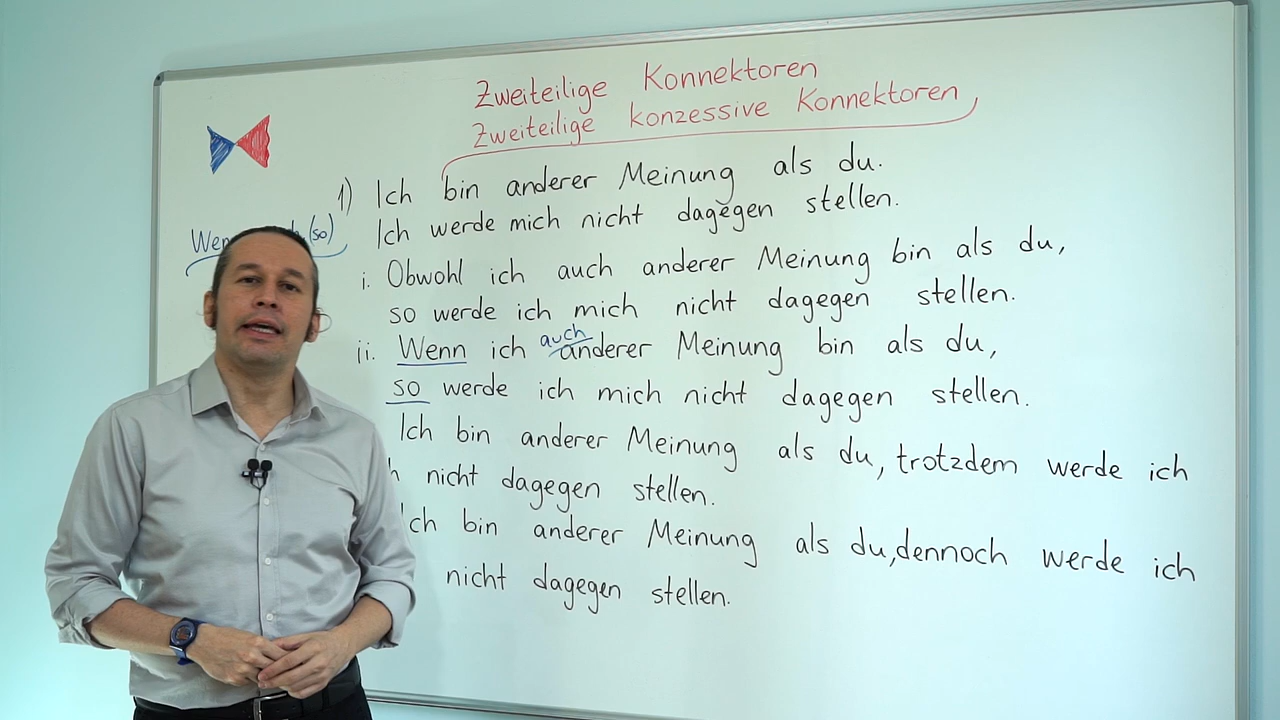 Zweiteilige Konnektoren
Zweiteilige konzessive Konnektoren
1) Ich bin anderer Meinung als du.
Ich werde mich nicht dagegen stellen.
(so)
i. Obwohl ich auch anderer Meinung bin als du,
so werde ich mich nicht dagegen stellen.
auch
ii. Wenn ich anderer Meinung bin als du,
so werde ich mich nicht dagegen stellen.
Ich bin anderer Meinung als du, trotzdem werde ich
nicht dagegen stellen.
Ich bin anderer Meinung als du, dennoch werde ich
nicht dagegen stellen.